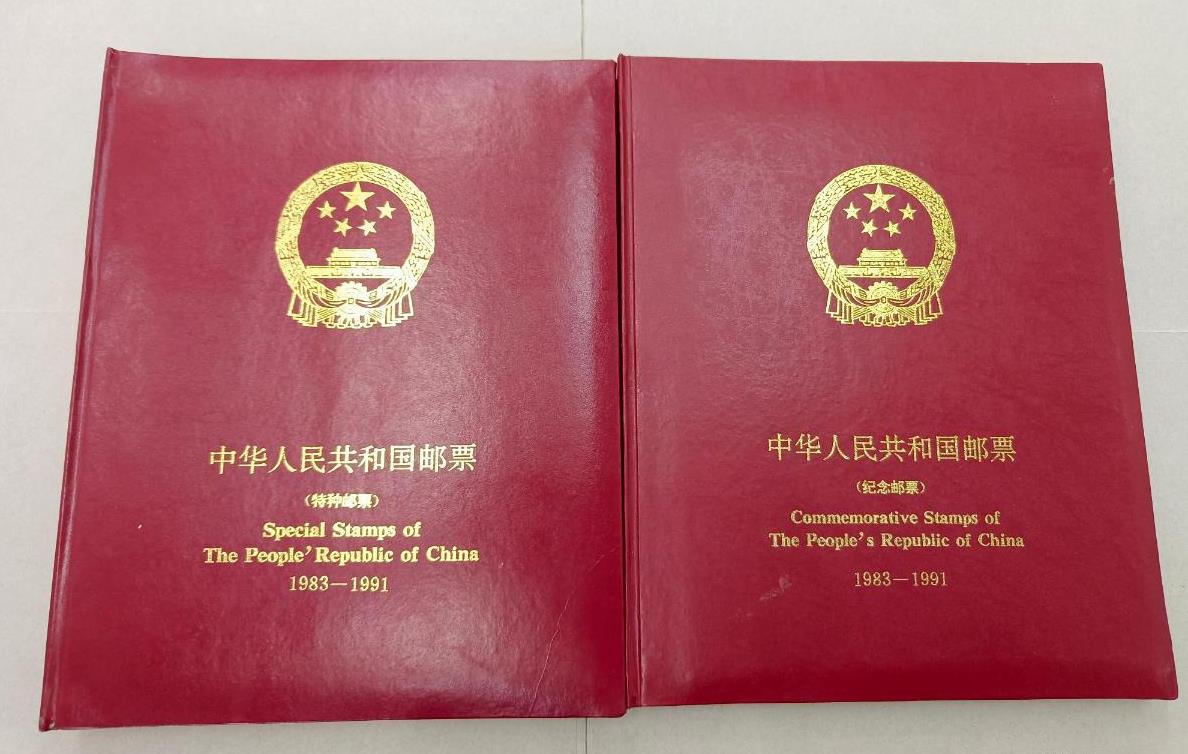 中华人民共和国邮票
（特种邮票）
Special Stamps of
The People' Republic of China
1983—1991
中华人民共和国邮票
（纪念邮票）
Commemorative Stamps of
The People's Republic of China
1983—1991